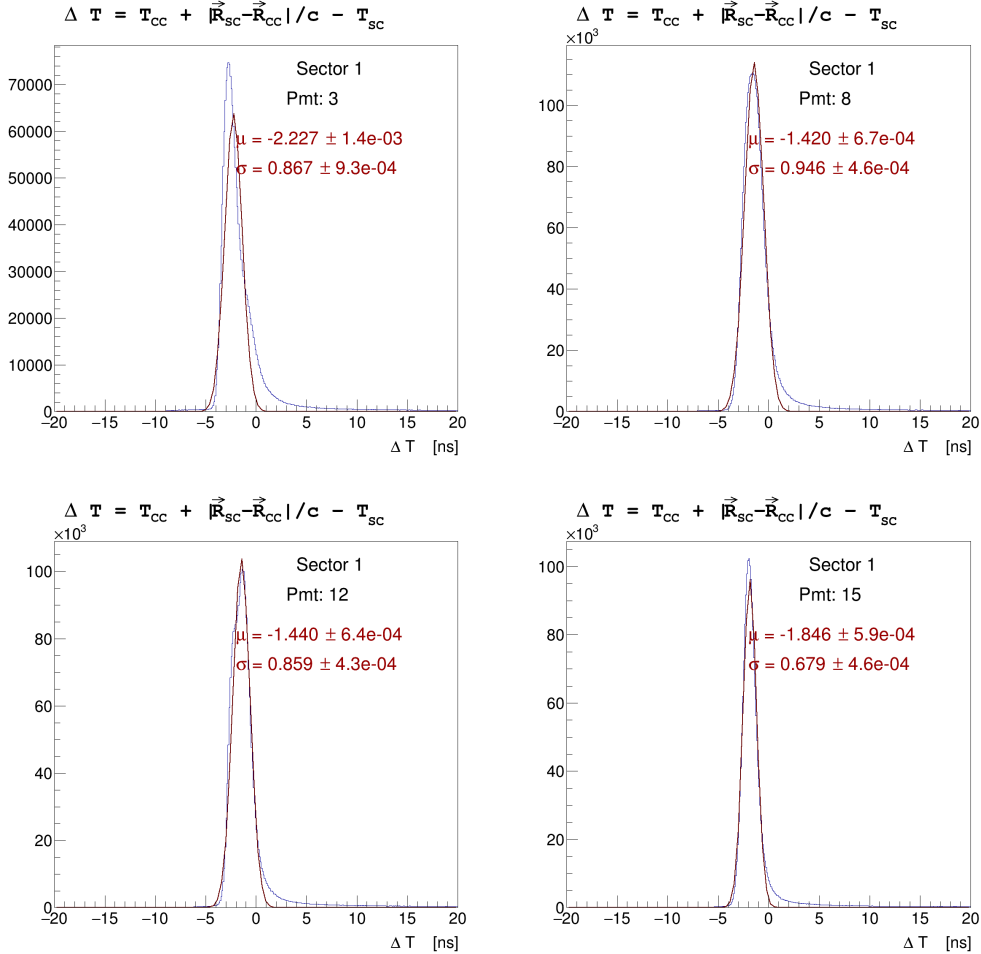 Δ T = T_CC + |R⃗_SC−R⃗_CC|/c − T_SC
Sector 1
Pmt: 3
μ = -2.227 ± 1.4e-03
σ = 0.867 ± 9.3e-04
70000
60000
50000
40000
30000
20000
10000
0
−20 −15 −10 −5 0 5 10 15 20
Δ T [ns]
Δ T = T_CC + |R⃗_SC−R⃗_CC|/c − T_SC
×10³
Sector 1
Pmt: 8
μ = -1.420 ± 6.7e-04
σ = 0.946 ± 4.6e-04
100
80
60
40
20
0
−20 −15 −10 −5 0 5 10 15 20
Δ T [ns]
Δ T = T_CC + |R⃗_SC−R⃗_CC|/c − T_SC
×10³
Sector 1
Pmt: 12
μ = -1.440 ± 6.4e-04
σ = 0.859 ± 4.3e-04
100
80
60
40
20
0
−20 −15 −10 −5 0 5 10 15 20
Δ T [ns]
Δ T = T_CC + |R⃗_SC−R⃗_CC|/c − T_SC
×10³
Sector 1
Pmt: 15
μ = -1.846 ± 5.9e-04
σ = 0.679 ± 4.6e-04
100
80
60
40
20
0
−20 −15 −10 −5 0 5 10 15 20
Δ T [ns]